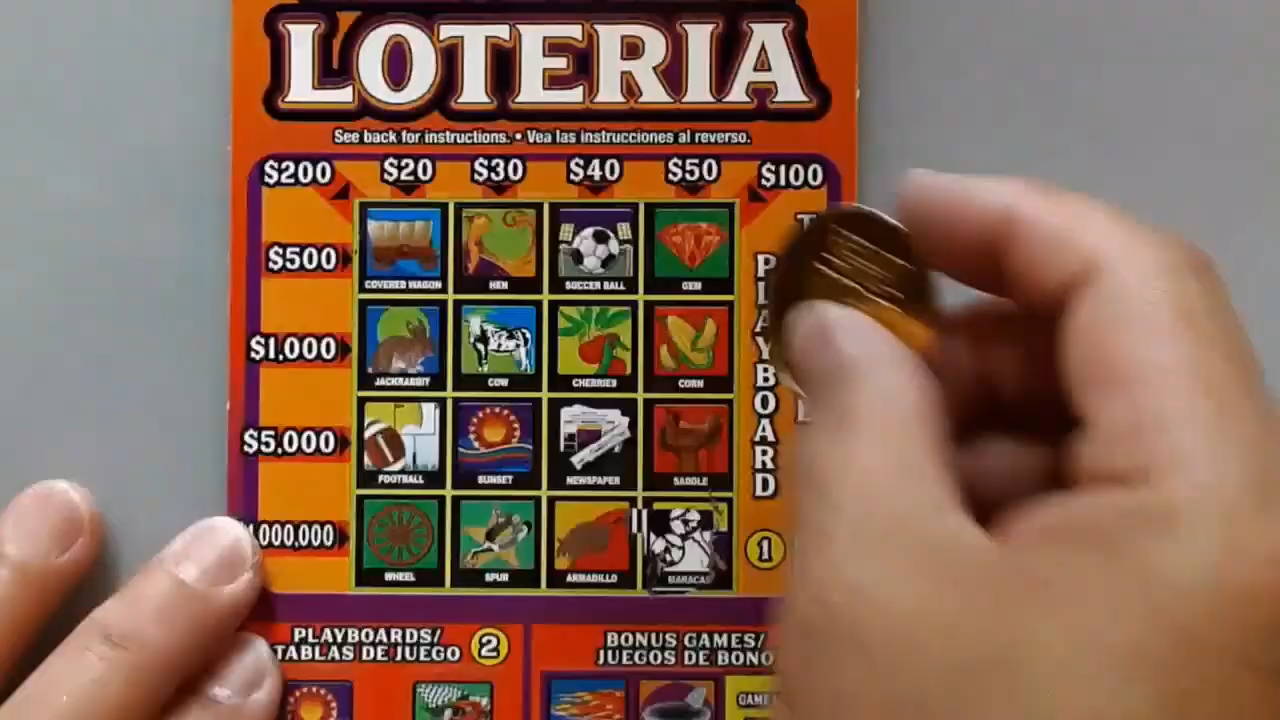 LOTERIA
See back for instructions. • Vea las instrucciones al reverso.
$200 $20 $30 $40 $50 $100
$500
COVERED WAGON HEN SOCCER BALL GEM
$1,000
JACKRABBIT COW CHERRIES CORN
$5,000
FOOTBALL SUNSET NEWSPAPER SADDLE
000,000
WHEEL SPUR ARMADILLO MARACAS
PLAYBOARD
1
PLAYBOARDS/
TABLAS DE JUEGO 2
BONUS GAMES/
JUEGOS DE BONO
GAME